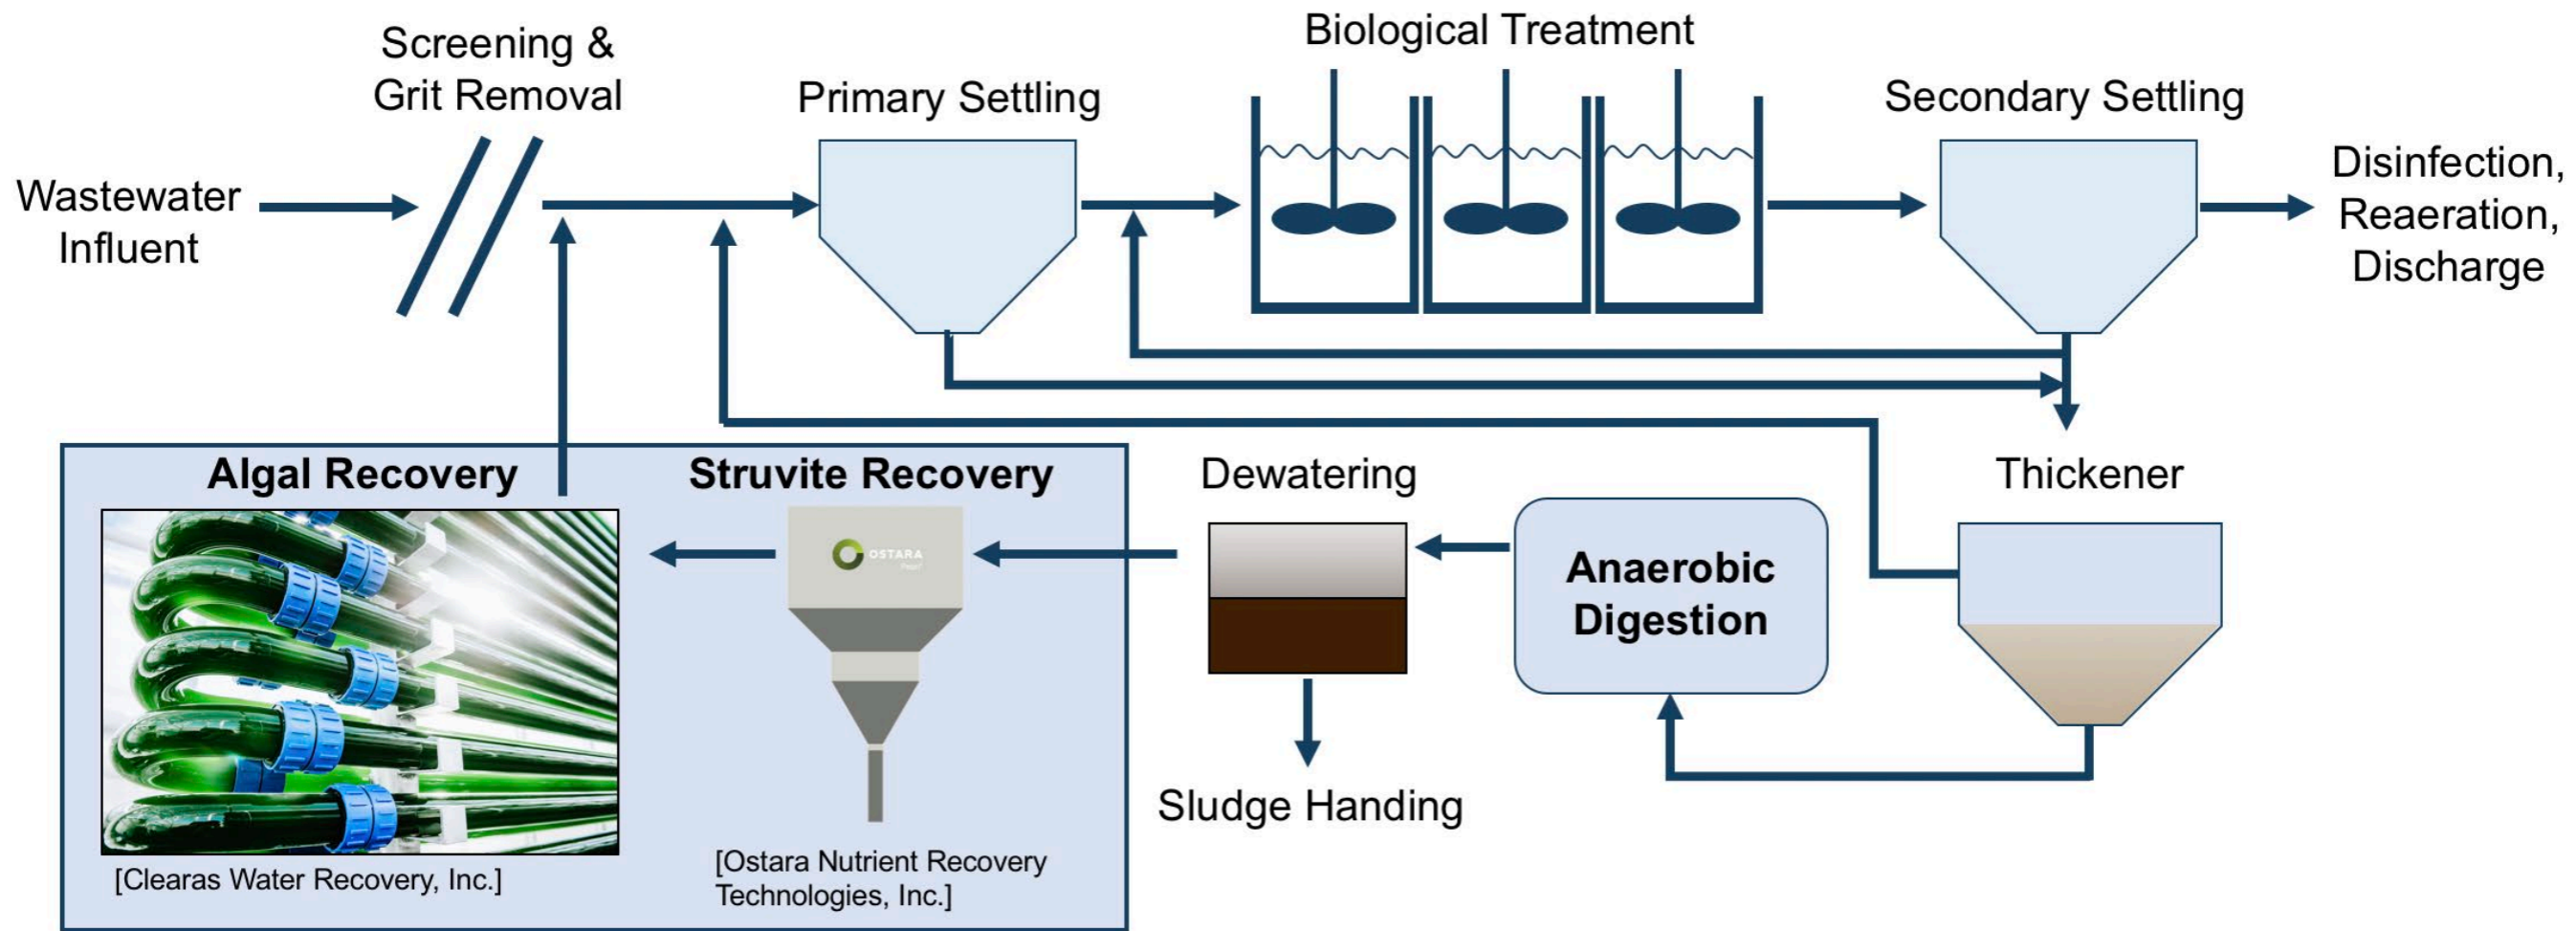 Screening &
Grit Removal
Biological Treatment
Primary Settling
Secondary Settling
Wastewater
Influent
Disinfection,
Reaeration,
Discharge
Algal Recovery
Struvite Recovery
Dewatering
Thickener
OSTARA
Anaerobic
Digestion
Sludge Handing
[Clearas Water Recovery, Inc.]
[Ostara Nutrient Recovery
Technologies, Inc.]